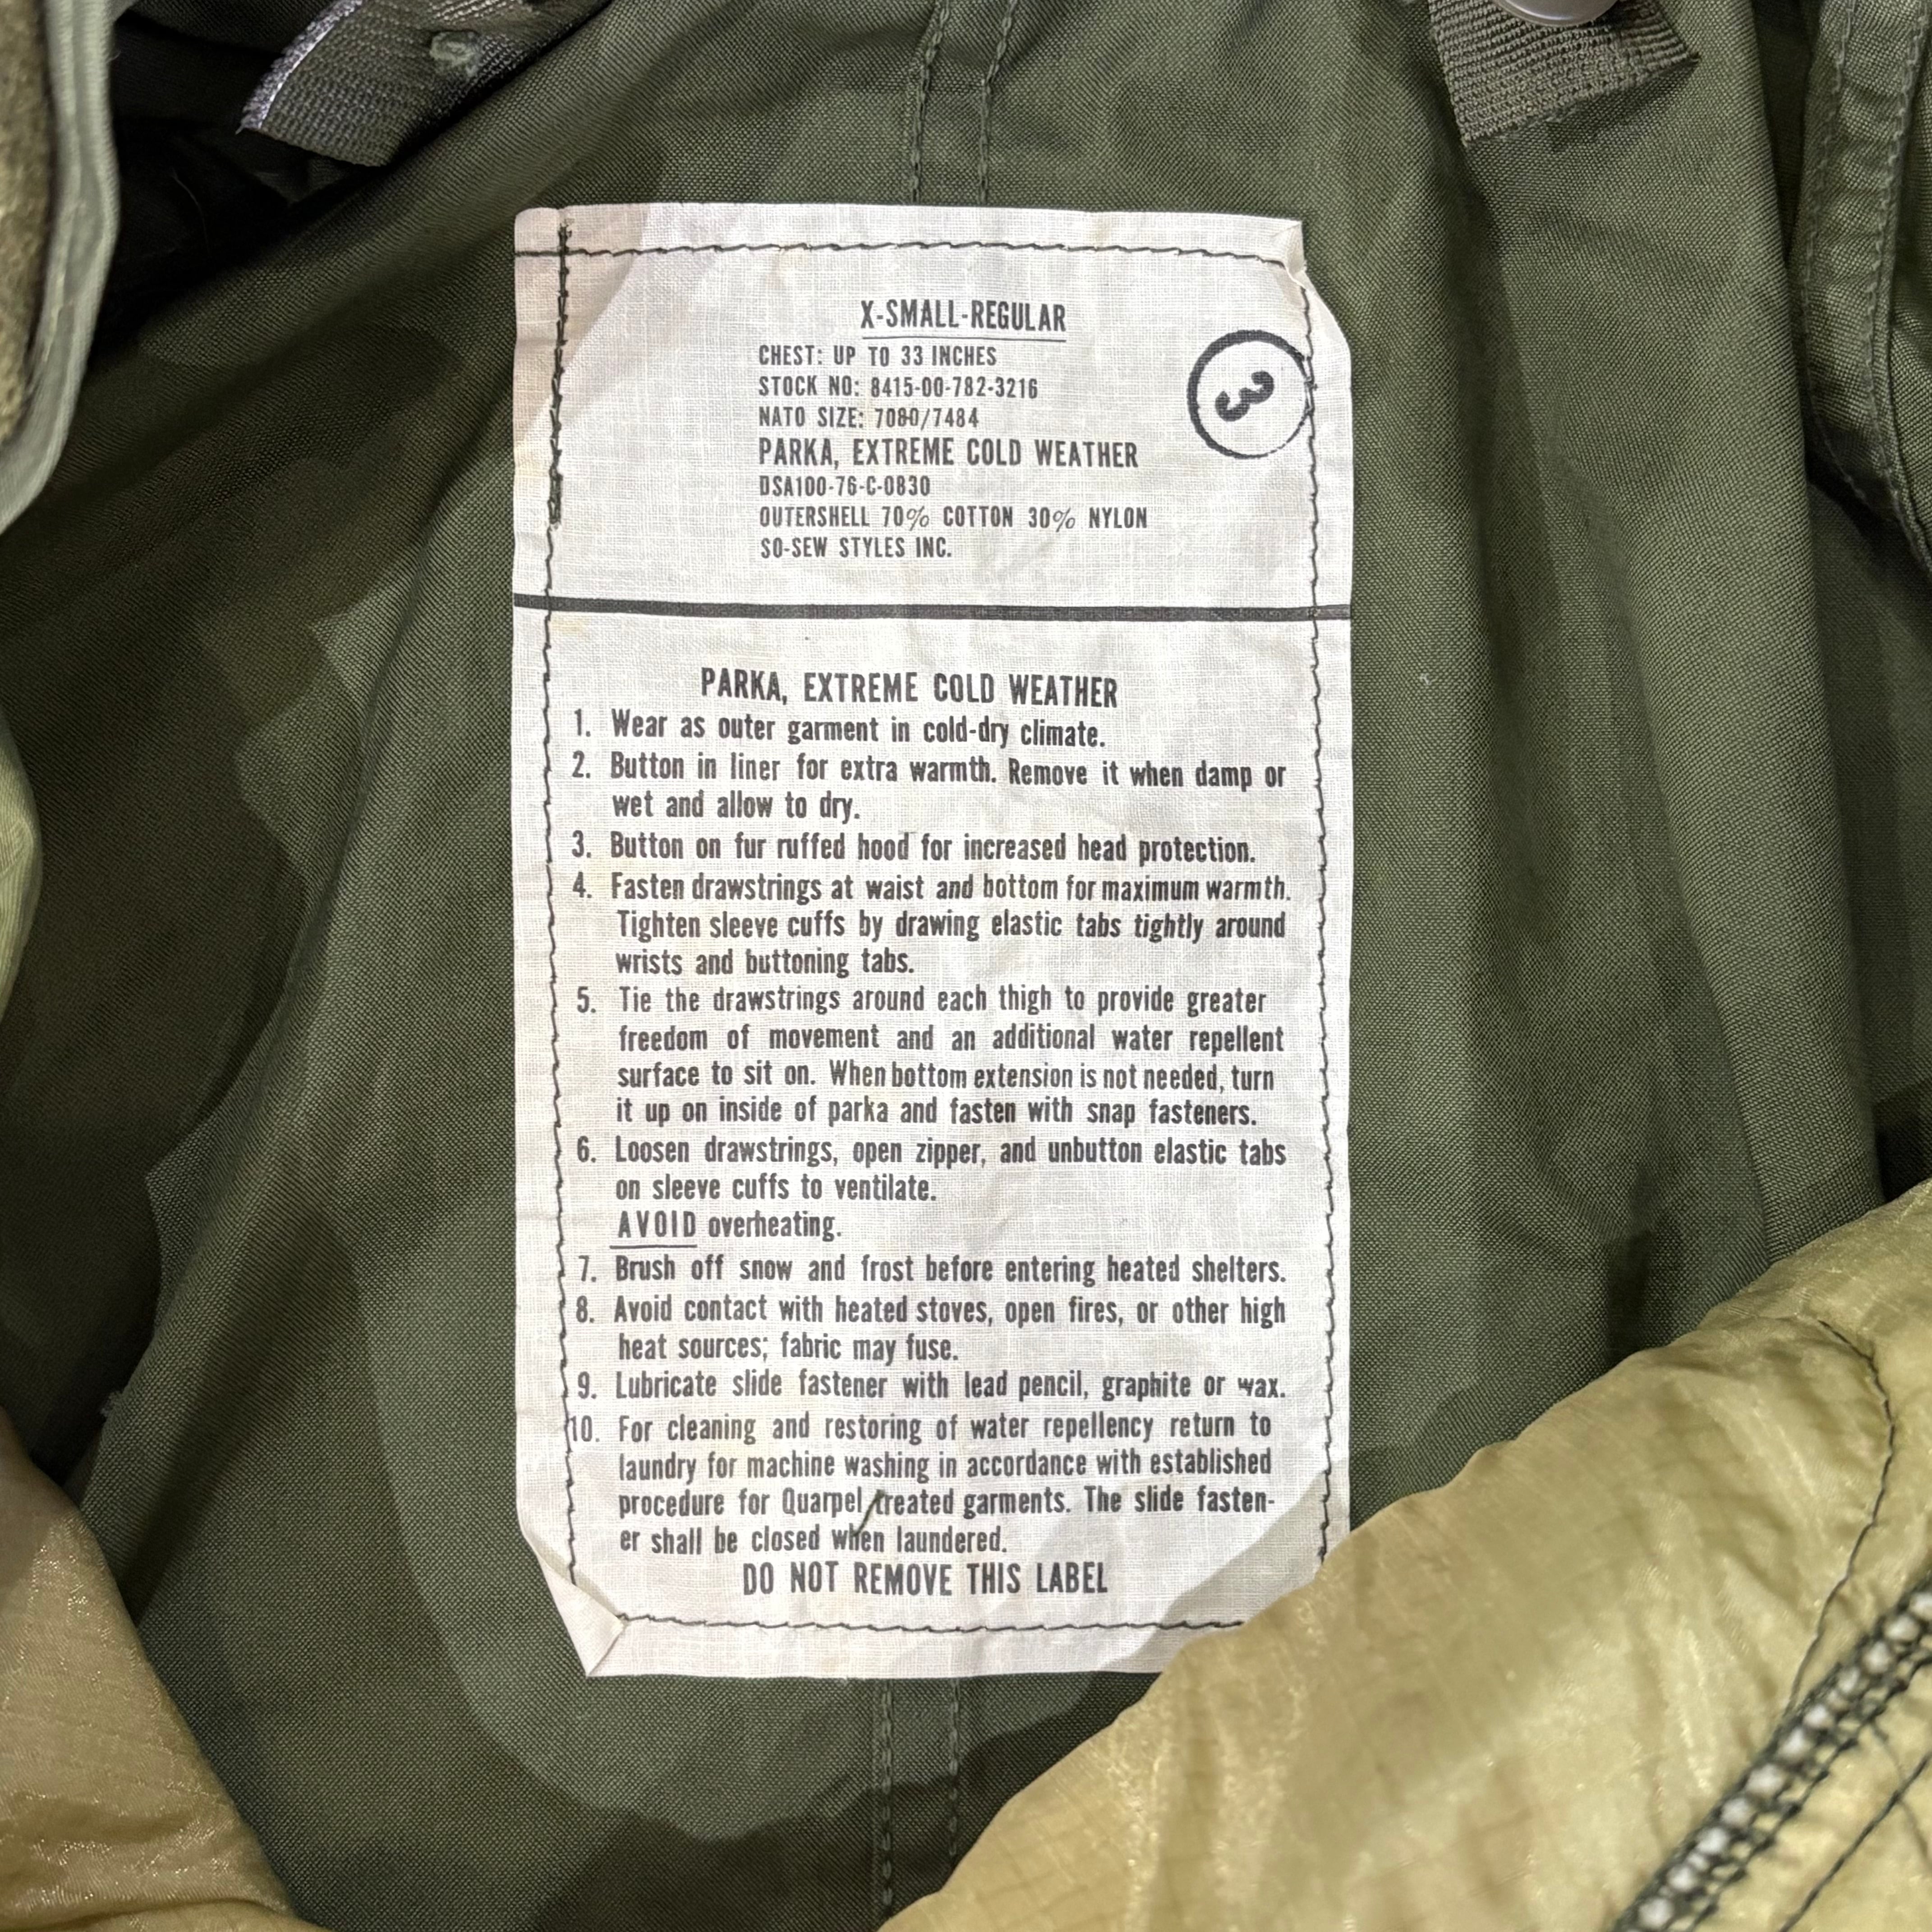 X-SMALL-REGULAR
CHEST: UP TO 33 INCHES
STOCK NO: 8415-00-782-3216
NATO SIZE: 7080/7484
3
PARKA, EXTREME COLD WEATHER
DSA100-76-C-0830
OUTERSHELL 70% COTTON 30% NYLON
SO-SEW STYLES INC.
PARKA, EXTREME COLD WEATHER
1. Wear as outer garment in cold-dry climate.
2. Button in liner for extra warmth. Remove it when damp or
wet and allow to dry.
3. Button on fur ruffed hood for increased head protection.
4. Fasten drawstrings at waist and bottom for maximum warmth.
Tighten sleeve cuffs by drawing elastic tabs tightly around
wrists and buttoning tabs.
5. Tie the drawstrings around each thigh to provide greater
freedom of movement and an additional water repellent
surface to sit on. When bottom extension is not needed, turn
it up on inside of parka and fasten with snap fasteners.
6. Loosen drawstrings, open zipper, and unbutton elastic tabs
on sleeve cuffs to ventilate.
AVOID overheating.
7. Brush off snow and frost before entering heated shelters.
8. Avoid contact with heated stoves, open fires, or other high
heat sources; fabric may fuse.
9. Lubricate slide fastener with lead pencil, graphite or wax.
10. For cleaning and restoring of water repellency return to
laundry for machine washing in accordance with established
procedure for Quarpel treated garments. The slide fasten-
er shall be closed when laundered.
DO NOT REMOVE THIS LABEL